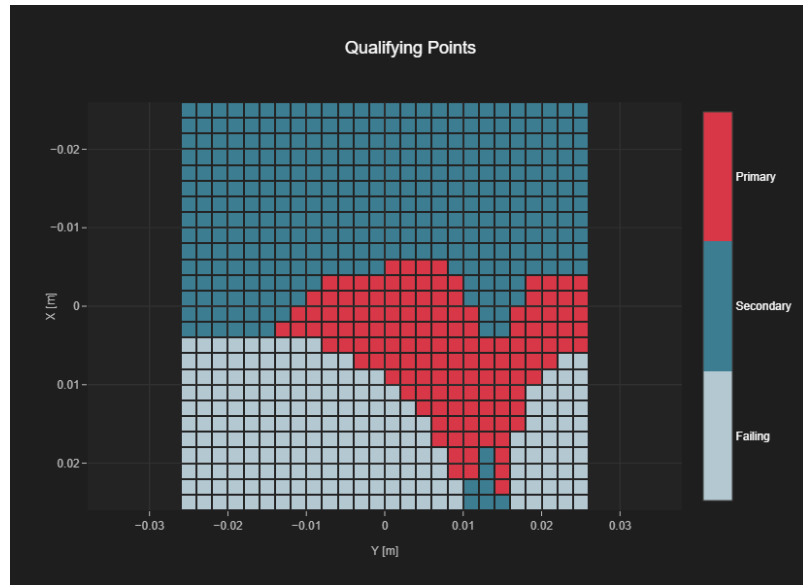 Qualifying Points
−0.02
−0.01
0
0.01
0.02
X [m]
−0.03
−0.02
−0.01
0
0.01
0.02
0.03
Y [m]
Primary
Secondary
Failing